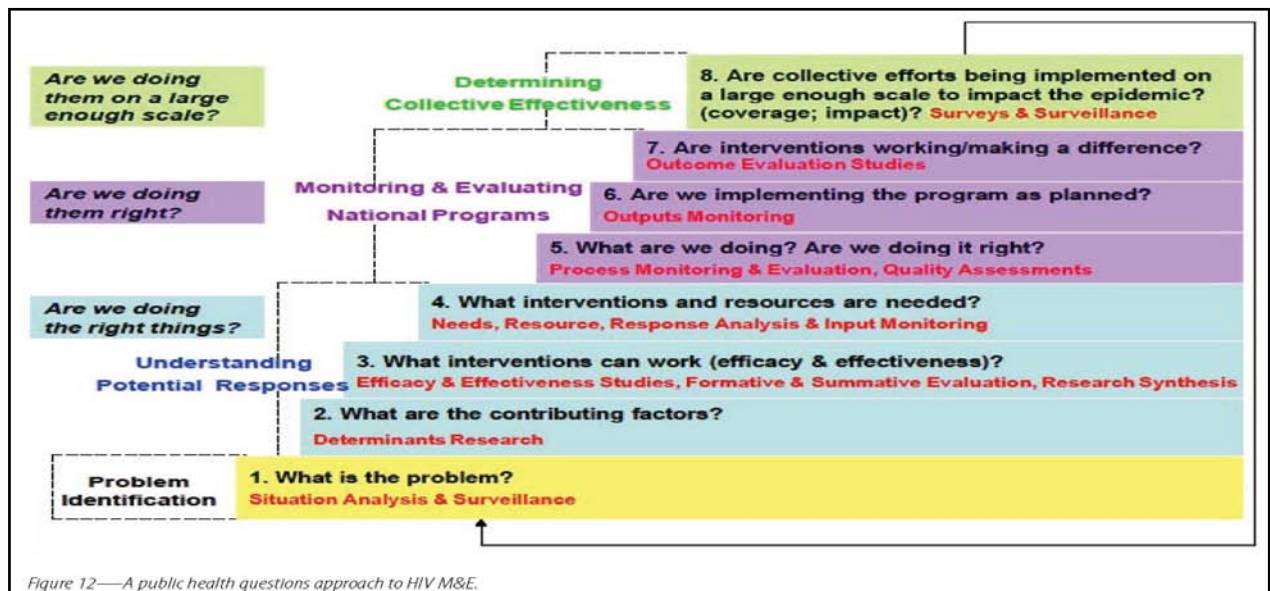 Are we doing
them on a large
enough scale?
Determining
Collective Effectiveness
8. Are collective efforts being implemented on
a large enough scale to impact the epidemic?
(coverage; impact)? Surveys & Surveillance
7. Are interventions working/making a difference?
Outcome Evaluation Studies
Are we doing
them right?
Monitoring & Evaluating
National Programs
6. Are we implementing the program as planned?
Outputs Monitoring
5. What are we doing? Are we doing it right?
Process Monitoring & Evaluation, Quality Assessments
Are we doing
the right things?
4. What interventions and resources are needed?
Needs, Resource, Response Analysis & Input Monitoring
Understanding
Potential Responses
3. What interventions can work (efficacy & effectiveness)?
Efficacy & Effectiveness Studies, Formative & Summative Evaluation, Research Synthesis
2. What are the contributing factors?
Determinants Research
Problem
Identification
1. What is the problem?
Situation Analysis & Surveillance
Figure 12—–A public health questions approach to HIV M&E.